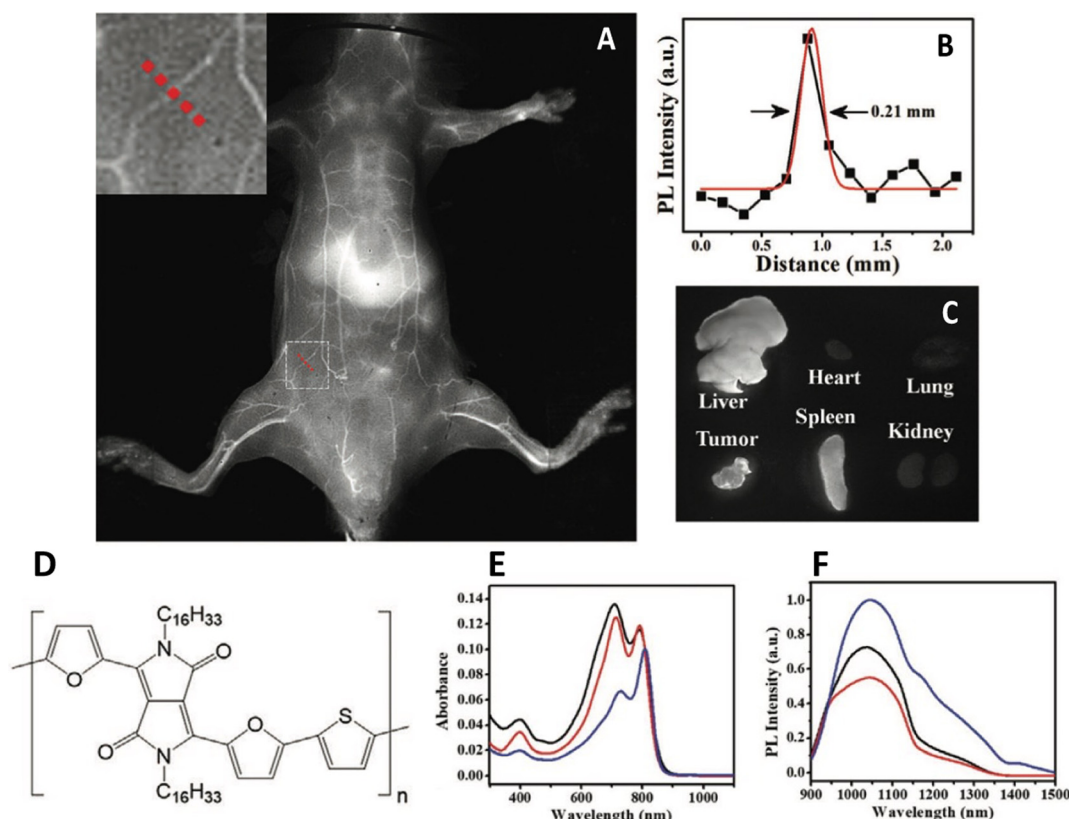 A
B
PL Intensity (a.u.)
0.21 mm
0.0 0.5 1.0 1.5 2.0
Distance (mm)
C
Liver Heart Lung
Tumor Spleen Kidney
D
C16H33
N
O
O
O
S
O
N
C16H33
n
E
Aborbance
0.14
0.12
0.10
0.08
0.06
0.04
0.02
0.00
400 600 800 1000
Wavelength (nm)
F
PL Intensity (a.u.)
1.0
0.8
0.6
0.4
0.2
0.0
900 1000 1100 1200 1300 1400 1500
Wavelength (nm)